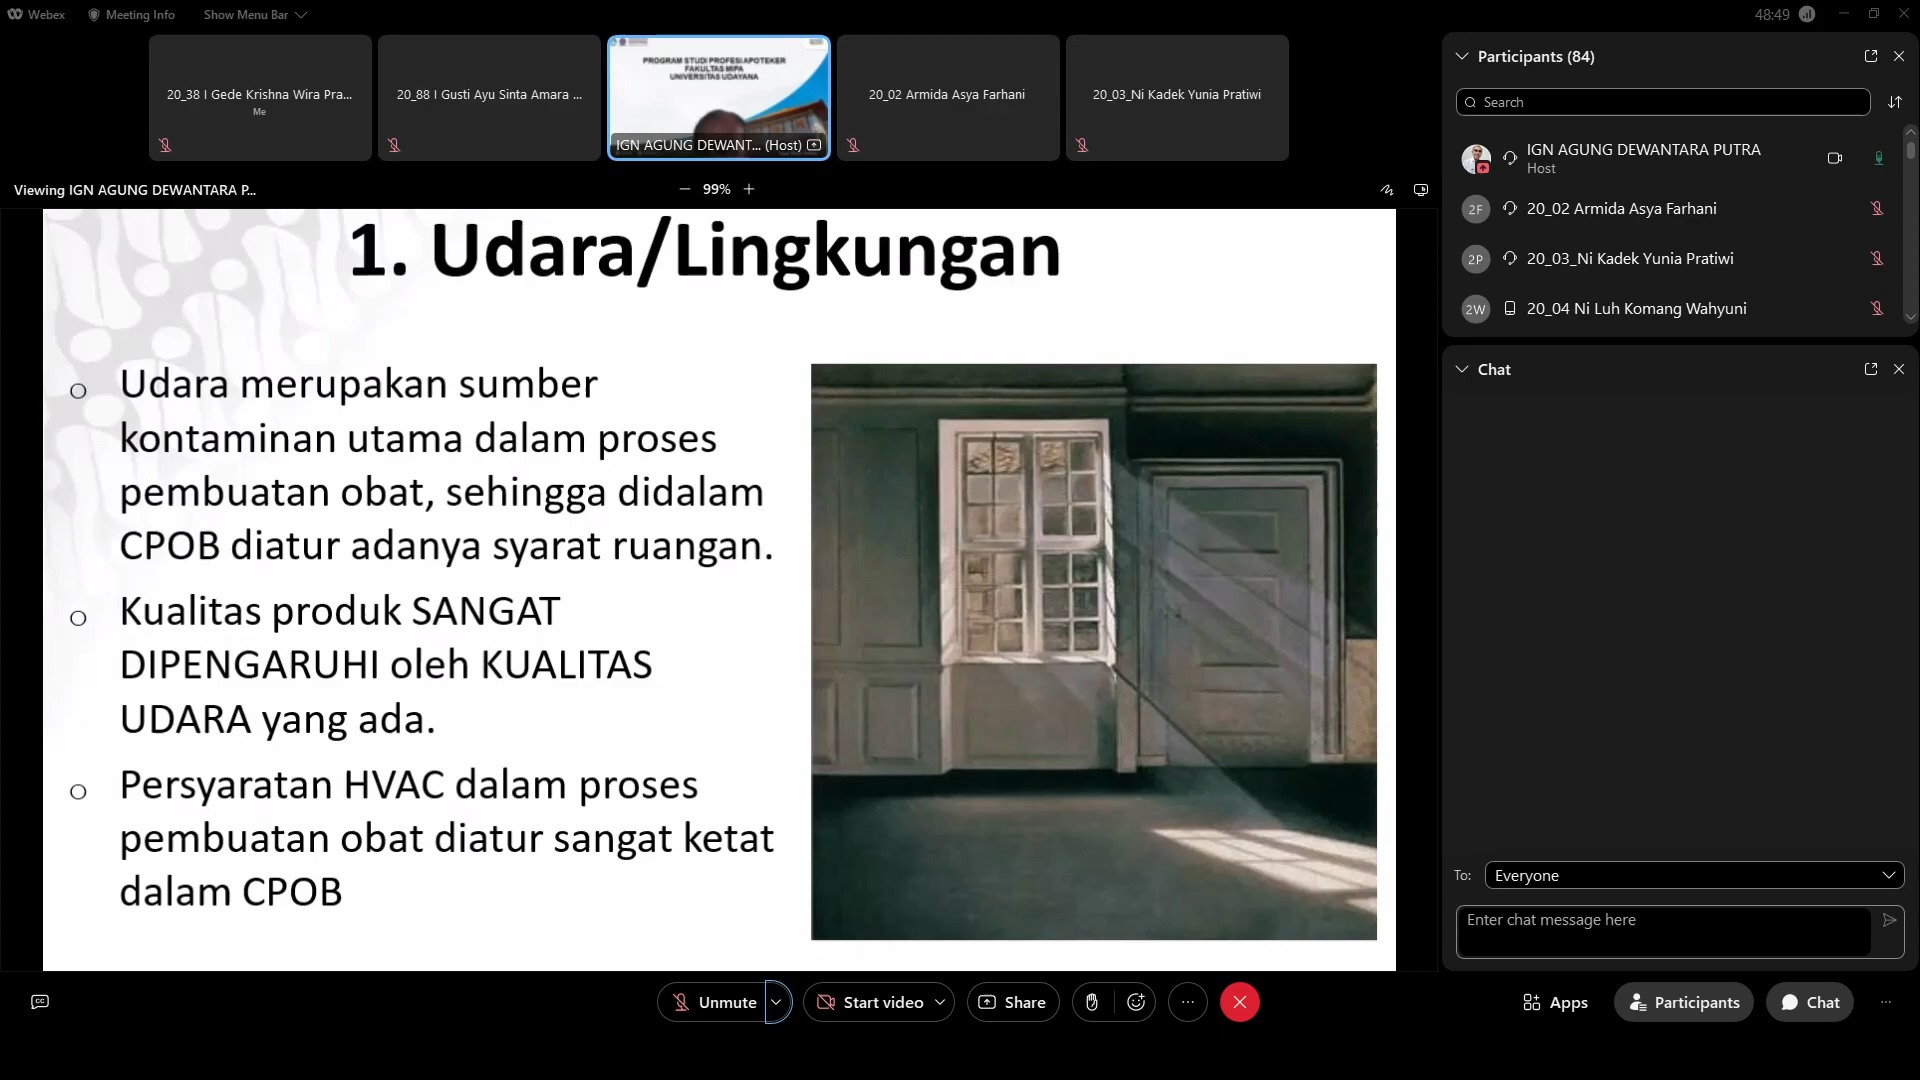 Webex
Meeting Info
Show Menu Bar
48:49
20_38 I Gede Krishna Wira Pra...
Me
20_88 I Gusti Ayu Sinta Amara ...
PROGRAM STUDI PROFESI APOTEKER
FAKULTAS MIPA
UNIVERSITAS UDAYANA
IGN AGUNG DEWANT... (Host)
20_02 Armida Asya Farhani
20_03_Ni Kadek Yunia Pratiwi
Viewing IGN AGUNG DEWANTARA P...
99%
1. Udara/Lingkungan
Udara merupakan sumber
kontaminan utama dalam proses
pembuatan obat, sehingga didalam
CPOB diatur adanya syarat ruangan.
Kualitas produk SANGAT
DIPENGARUHI oleh KUALITAS
UDARA yang ada.
Persyaratan HVAC dalam proses
pembuatan obat diatur sangat ketat
dalam CPOB
Participants (84)
Search
IGN AGUNG DEWANTARA PUTRA
Host
2F 20_02 Armida Asya Farhani
2P 20_03_Ni Kadek Yunia Pratiwi
2W 20_04 Ni Luh Komang Wahyuni
Chat
To: Everyone
Enter chat message here
CC
Unmute
Start video
Share
Apps
Participants
Chat